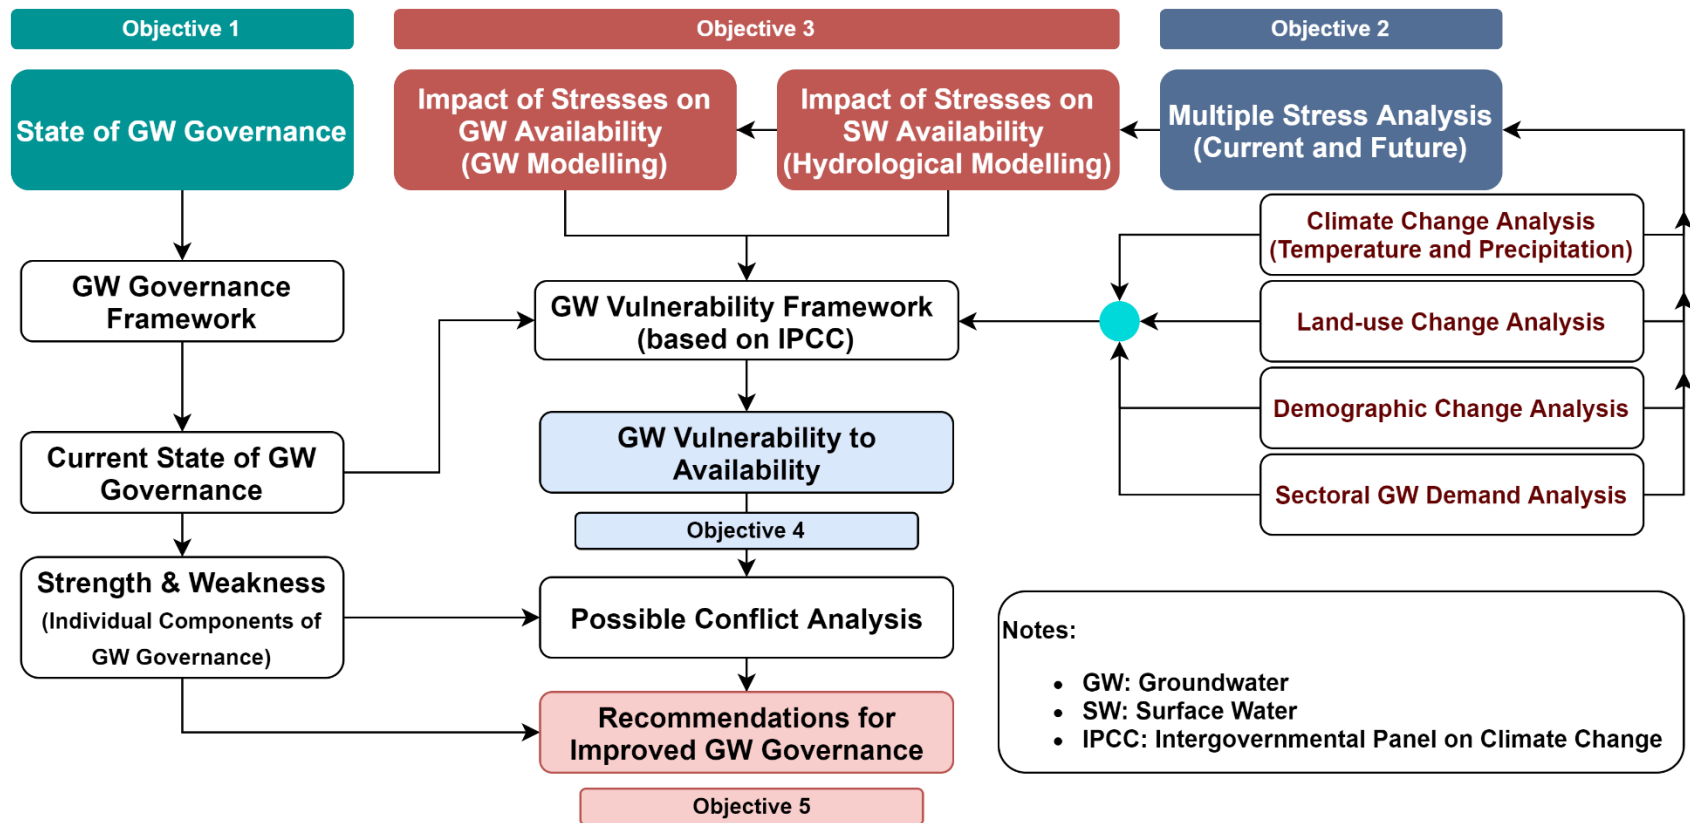 Objective 1
Objective 3
Objective 2
State of GW Governance
Impact of Stresses on
GW Availability
(GW Modelling)
Impact of Stresses on
SW Availability
(Hydrological Modelling)
Multiple Stress Analysis
(Current and Future)
Climate Change Analysis
(Temperature and Precipitation)
GW Governance
Framework
GW Vulnerability Framework
(based on IPCC)
Land-use Change Analysis
Demographic Change Analysis
GW Vulnerability to
Availability
Current State of GW
Governance
Sectoral GW Demand Analysis
Objective 4
Strength & Weakness
(Individual Components of
GW Governance)
Possible Conflict Analysis
Notes:
• GW: Groundwater
• SW: Surface Water
• IPCC: Intergovernmental Panel on Climate Change
Recommendations for
Improved GW Governance
Objective 5